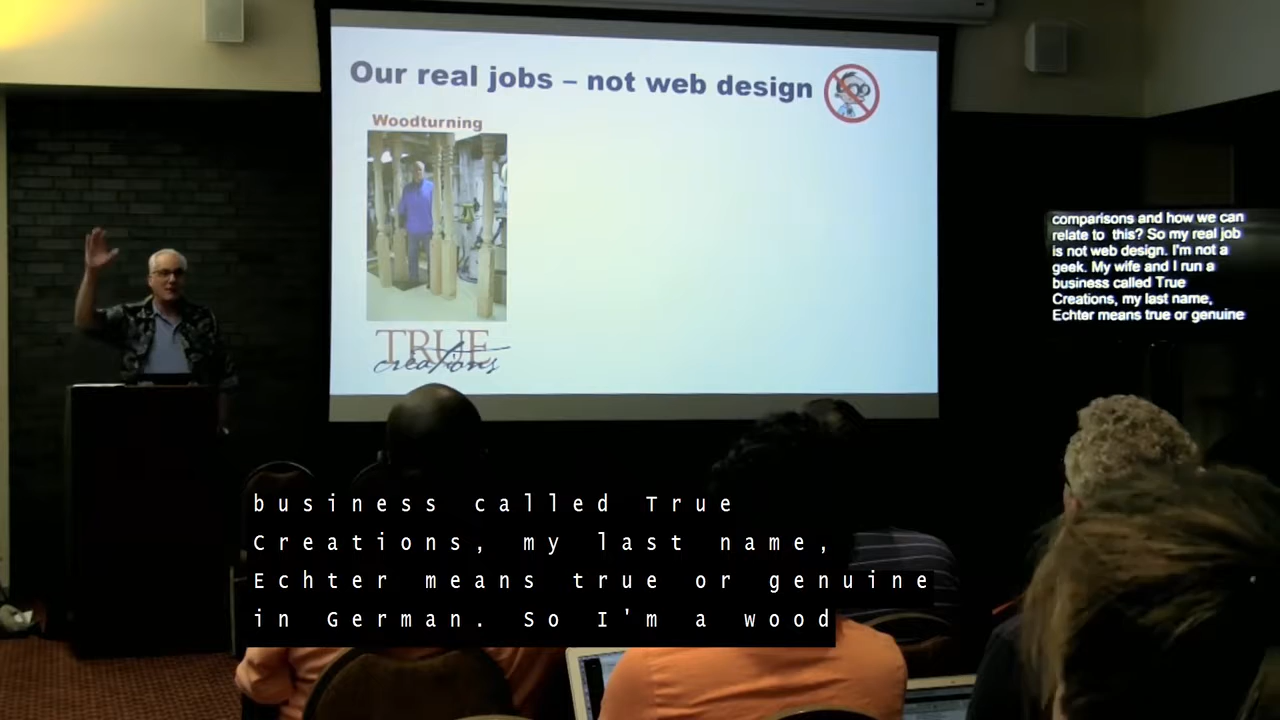 Our real jobs – not web design
Woodturning
TRUE
creations
comparisons and how we can
relate to this? So my real job
is not web design. I'm not a
geek. My wife and I run a
business called True
Creations, my last name,
Echter means true or genuine
business called True
Creations, my last name,
Echter means true or genuine
in German. So I'm a wood